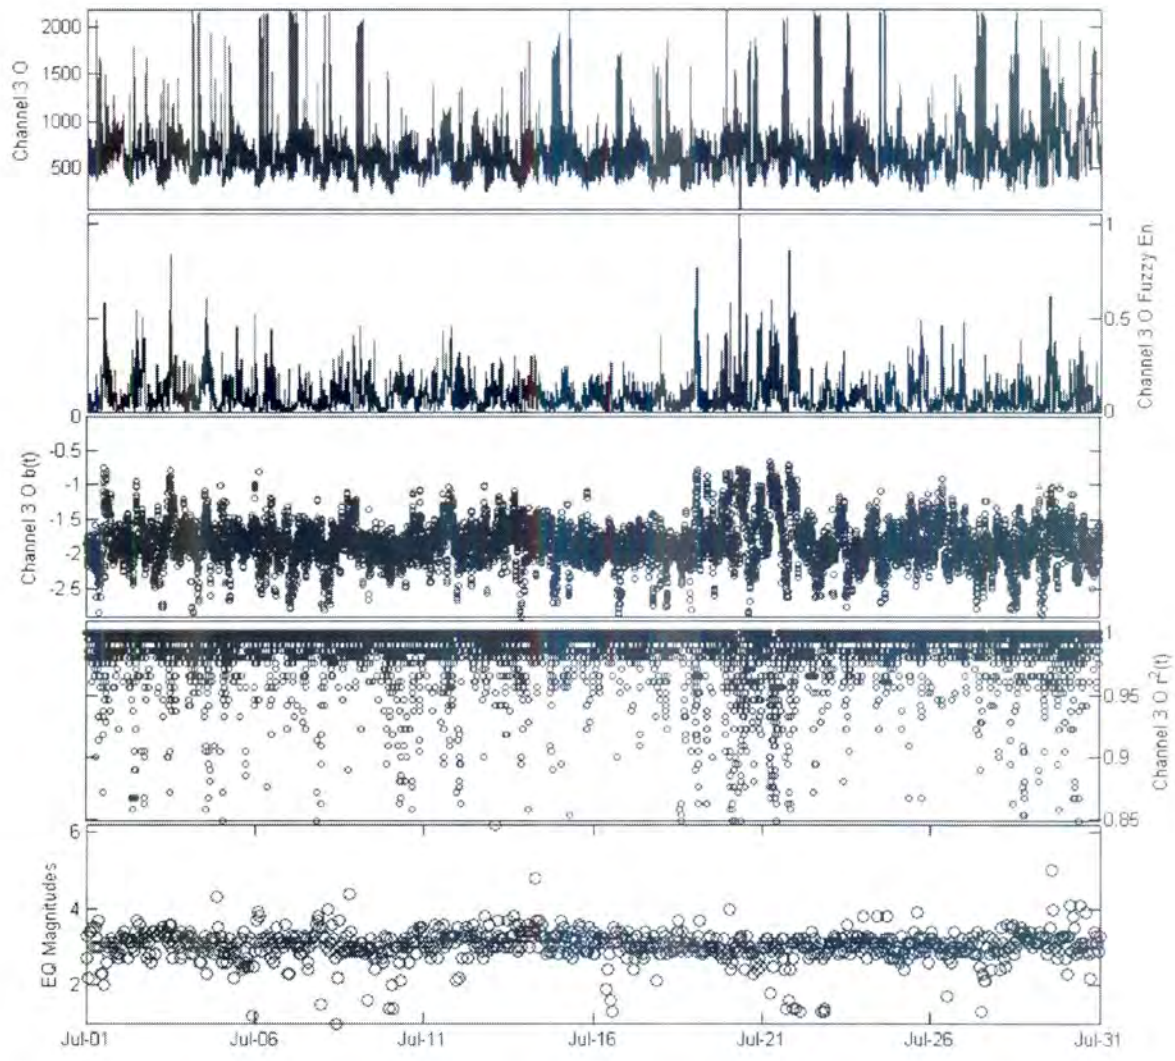 2000
1500
1000
500
Channel 3 O
1
0.5
0
Channel 3 O Fuzzy En
0
-0.5
-1
-1.5
-2
-2.5
Channel 3 O b(t)
1
0.95
0.9
0.85
Channel 3 O r²(t)
6
4
2
EQ Magnitudes
Jul-01
Jul-06
Jul-11
Jul-16
Jul-21
Jul-26
Jul-31